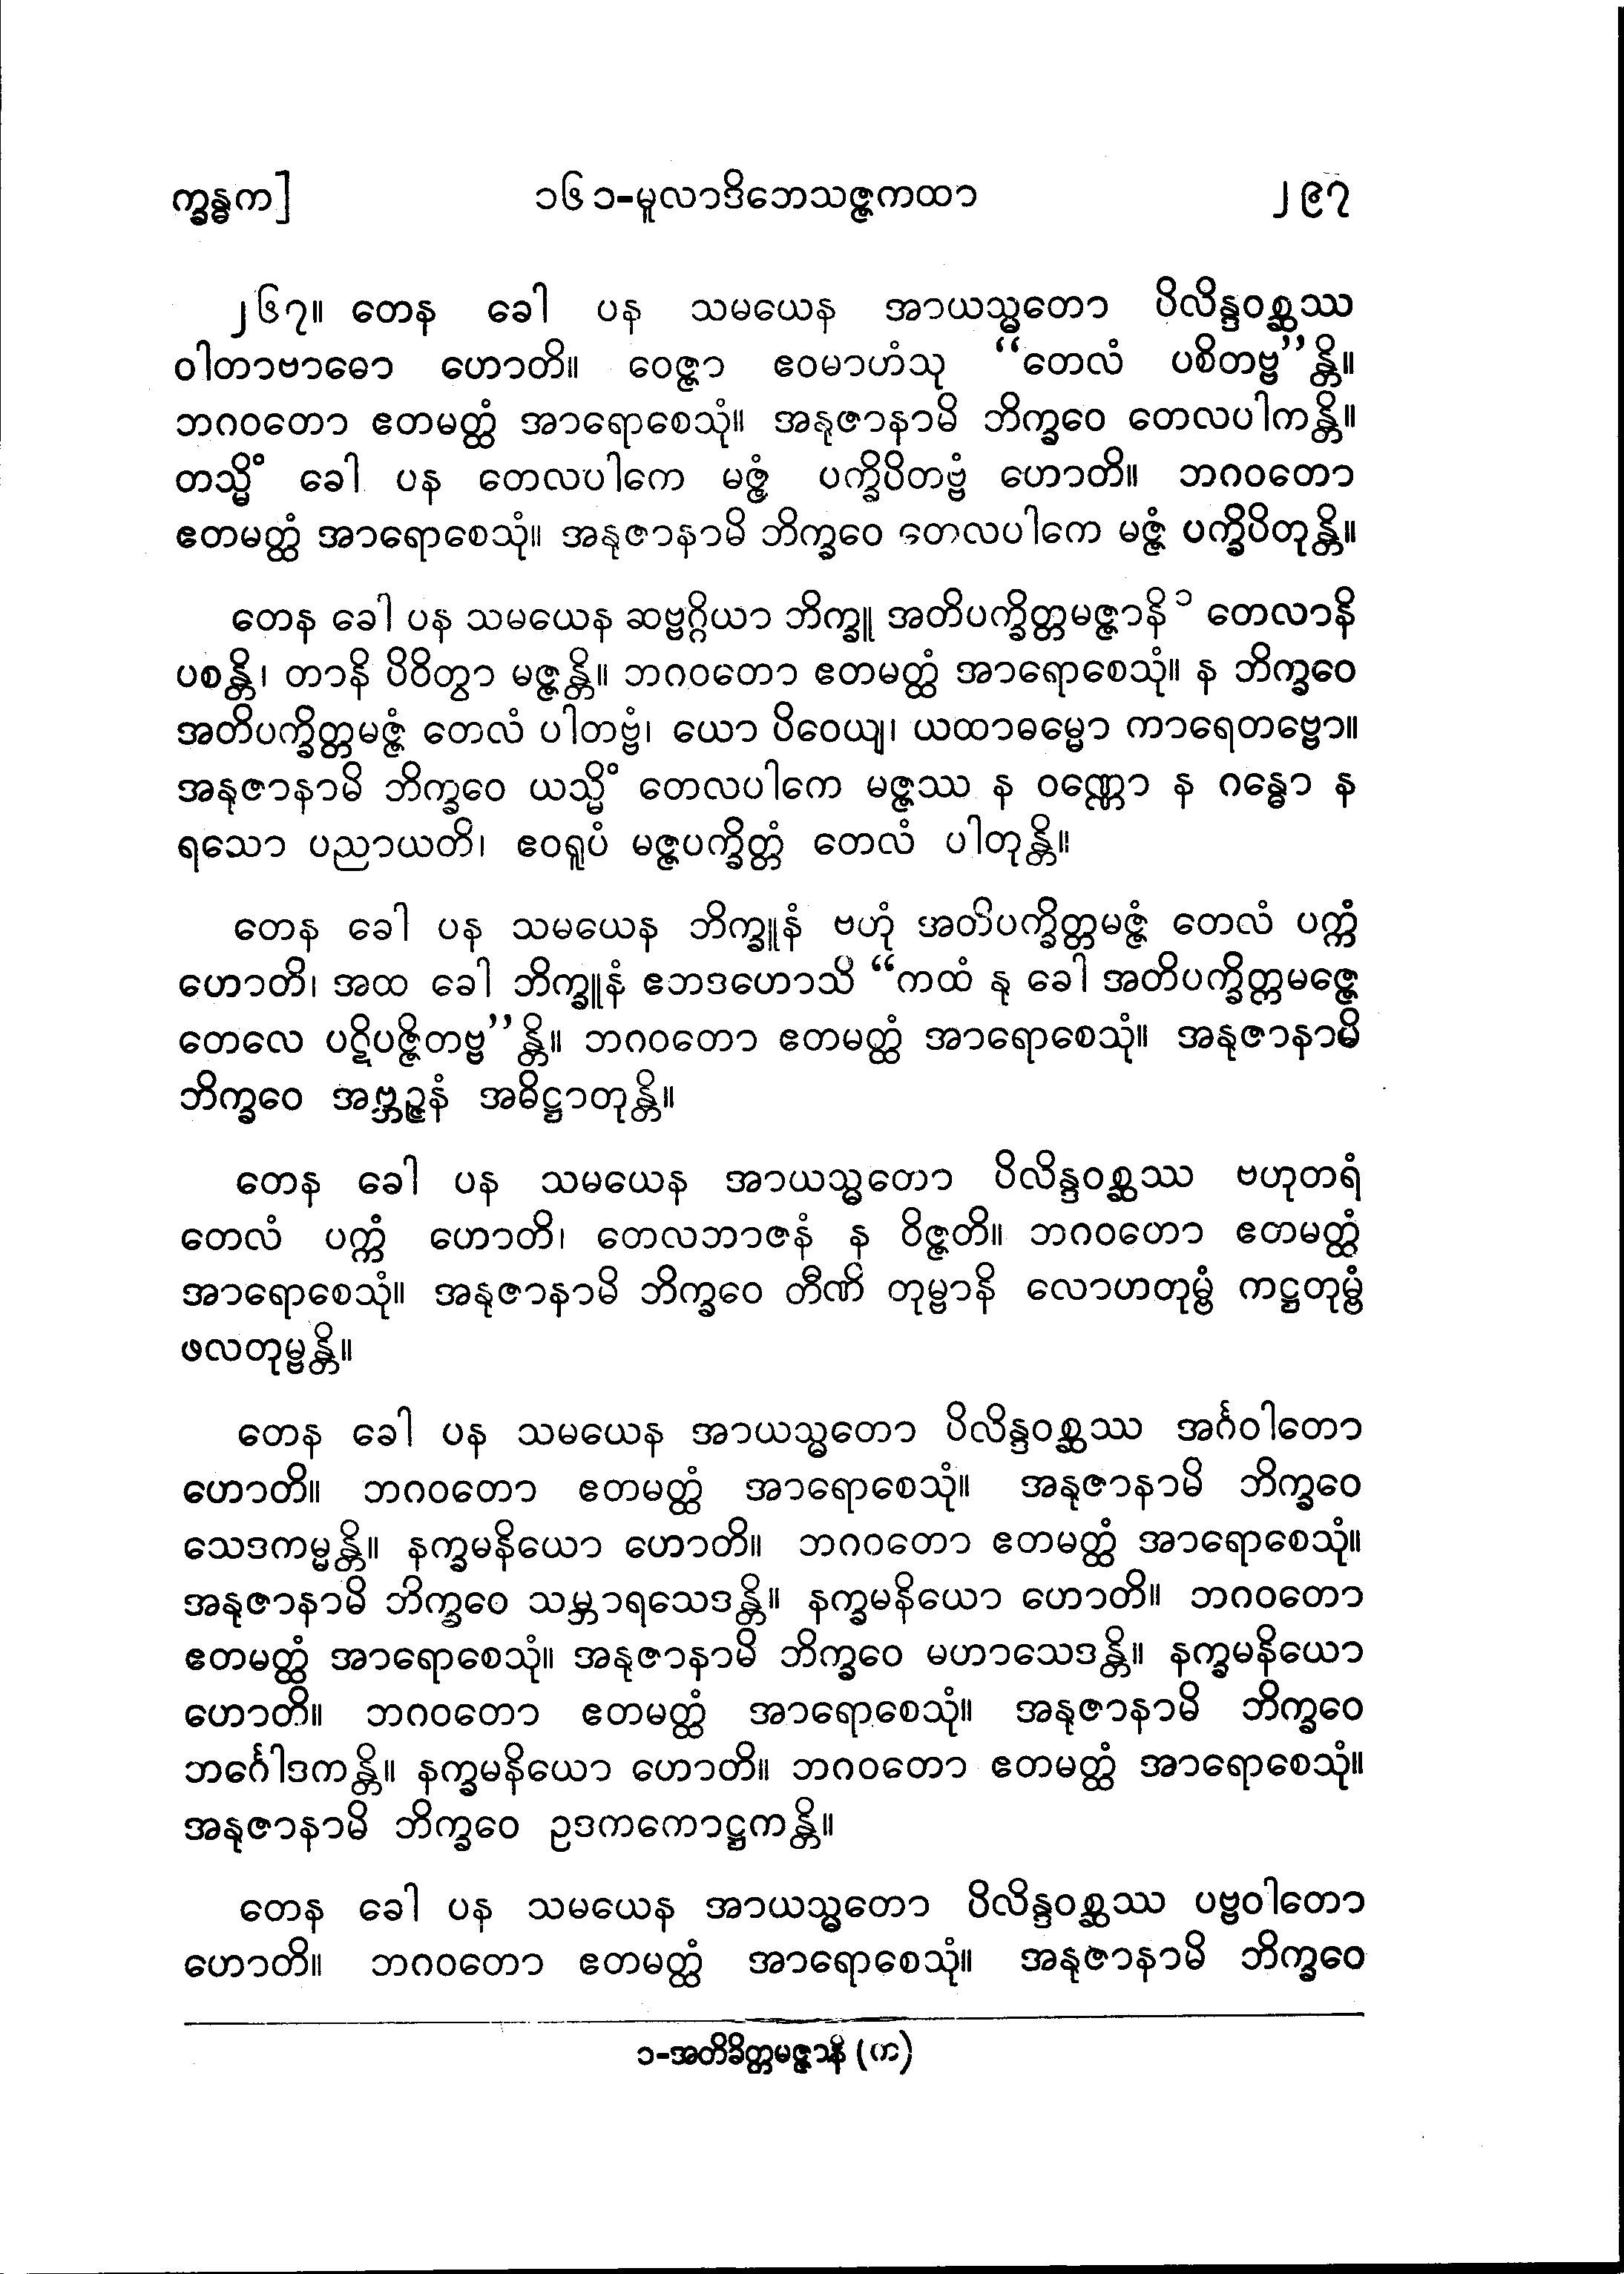 က္ခန္ဓက]
၁၆၁-မူလာဒိဘေသဇ္ဇကထာ
၂၉၇
၂၆၇။ တေန ခေါ ပန သမယေန အာယသ္မတော ပိလိန္ဒဝစ္ဆဿ
ဝါတာဗာဓော ဟောတိ။ ဝေဇ္ဇာ ဧဝမာဟံသု “တေလံ ပစိတဗ္ဗ”န္တိ။
ဘဂဝတော ဧတမတ္ထံ အာရောစေသုံ။ အနုဇာနာမိ ဘိက္ခဝေ တေလပါကန္တိ။
တသ္မိံ ခေါ ပန တေလပါကေ မဇ္ဇံ ပက္ခိပိတဗ္ဗံ ဟောတိ။ ဘဂဝတော
ဧတမတ္ထံ အာရောစေသုံ။ အနုဇာနာမိ ဘိက္ခဝေ တေလပါကေ မဇ္ဇံ ပက္ခိပိတုန္တိ။
တေန ခေါ ပန သမယေန ဆဗ္ဗဂ္ဂိယာ ဘိက္ခူ အတိပက္ခိတ္တမဇ္ဇာနိ ၁ တေလာနိ
ပစန္တိ၊ တာနိ ပိဝိတွာ မဇ္ဇန္တိ။ ဘဂဝတော ဧတမတ္ထံ အာရောစေသုံ။ န ဘိက္ခဝေ
အတိပက္ခိတ္တမဇ္ဇံ တေလံ ပါတဗ္ဗံ၊ ယော ပိဝေယျ၊ ယထာဓမ္မော ကာရေတဗ္ဗော။
အနုဇာနာမိ ဘိက္ခဝေ ယသ္မိံ တေလပါကေ မဇ္ဇဿ န ဝဏ္ဏော န ဂန္ဓော န
ရသော ပညာယတိ၊ ဧဝရူပံ မဇ္ဇပက္ခိတ္တံ တေလံ ပါတုန္တိ။
တေန ခေါ ပန သမယေန ဘိက္ခူနံ ဗဟုံ အတိပက္ခိတ္တမဇ္ဇံ တေလံ ပက္ကံ
ဟောတိ၊ အထ ခေါ ဘိက္ခူနံ ဧတဒဟောသိ “ကထံ နု ခေါ အတိပက္ခိတ္တမဇ္ဇေ
တေလေ ပဋိပဇ္ဇိတဗ္ဗ”န္တိ။ ဘဂဝတော ဧတမတ္ထံ အာရောစေသုံ။ အနုဇာနာမိ
ဘိက္ခဝေ အဗ္ဘဉ္ဇနံ အဓိဋ္ဌာတုန္တိ။
တေန ခေါ ပန သမယေန အာယသ္မတော ပိလိန္ဒဝစ္ဆဿ ဗဟုတရံ
တေလံ ပက္ကံ ဟောတိ၊ တေလဘာဇနံ န ဝိဇ္ဇတိ။ ဘဂဝတော ဧတမတ္ထံ
အာရောစေသုံ။ အနုဇာနာမိ ဘိက္ခဝေ တီဏိ တုမ္ဗာနိ လောဟတုမ္ဗံ ကဋ္ဌတုမ္ဗံ
ဖလတုမ္ဗန္တိ။
တေန ခေါ ပန သမယေန အာယသ္မတော ပိလိန္ဒဝစ္ဆဿ အင်္ဂဝါတော
ဟောတိ။ ဘဂဝတော ဧတမတ္ထံ အာရောစေသုံ။ အနုဇာနာမိ ဘိက္ခဝေ
သေဒကမ္မန္တိ။ နက္ခမနိယော ဟောတိ။ ဘဂဝတော ဧတမတ္ထံ အာရောစေသုံ။
အနုဇာနာမိ ဘိက္ခဝေ သမ္ဘာရသေဒန္တိ။ နက္ခမနိယော ဟောတိ။ ဘဂဝတော
ဧတမတ္ထံ အာရောစေသုံ။ အနုဇာနာမိ ဘိက္ခဝေ မဟာသေဒန္တိ။ နက္ခမနိယော
ဟောတိ။ ဘဂဝတော ဧတမတ္ထံ အာရောစေသုံ။ အနုဇာနာမိ ဘိက္ခဝေ
ဘင်္ဂေါဒကန္တိ။ နက္ခမနိယော ဟောတိ။ ဘဂဝတော ဧတမတ္ထံ အာရောစေသုံ။
အနုဇာနာမိ ဘိက္ခဝေ ဥဒကကောဋ္ဌကန္တိ။
တေန ခေါ ပန သမယေန အာယသ္မတော ပိလိန္ဒဝစ္ဆဿ ပဗ္ဗဝါတော
ဟောတိ။ ဘဂဝတော ဧတမတ္ထံ အာရောစေသုံ။ အနုဇာနာမိ ဘိက္ခဝေ
၁-အတိခိတ္တမဇ္ဇာနိ (က)